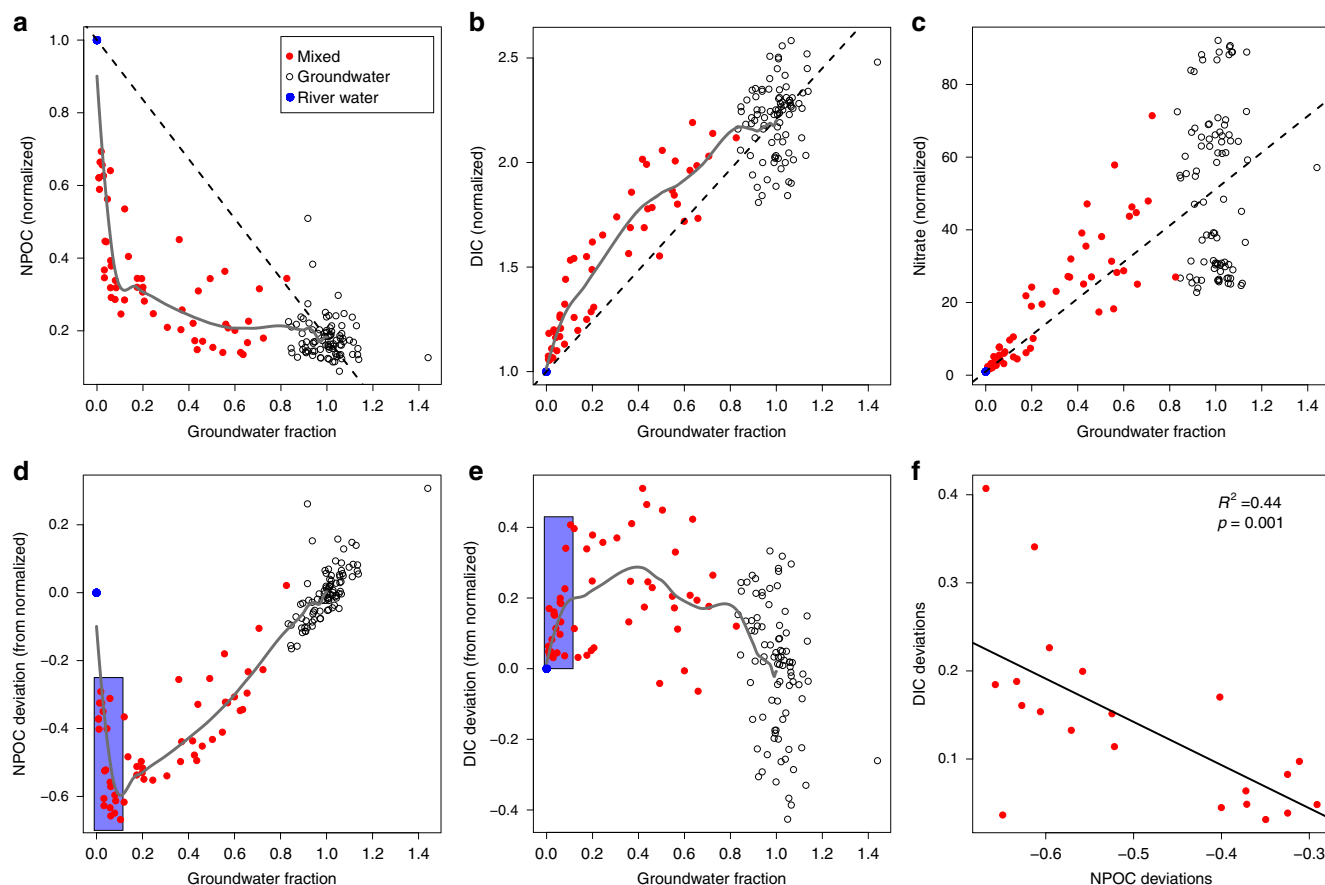 a
1.0
0.8
0.6
0.4
0.2
NPOC (normalized)
Mixed
Groundwater
River water
0.0 0.2 0.4 0.6 0.8 1.0 1.2 1.4
Groundwater fraction
b
2.5
2.0
1.5
1.0
DIC (normalized)
0.0 0.2 0.4 0.6 0.8 1.0 1.2 1.4
Groundwater fraction
c
80
60
40
20
0
Nitrate (normalized)
0.0 0.2 0.4 0.6 0.8 1.0 1.2 1.4
Groundwater fraction
d
0.2
0.0
−0.2
−0.4
−0.6
NPOC deviation (from normalized)
0.0 0.2 0.4 0.6 0.8 1.0 1.2 1.4
Groundwater fraction
e
0.4
0.2
0.0
−0.2
−0.4
DIC deviation (from normalized)
0.0 0.2 0.4 0.6 0.8 1.0 1.2 1.4
Groundwater fraction
f
0.4
0.3
0.2
0.1
DIC deviations
R² =0.44
p = 0.001
−0.6 −0.5 −0.4 −0.3
NPOC deviations